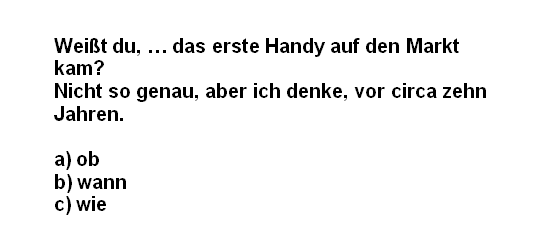 Weißt du, … das erste Handy auf den Markt
kam?
Nicht so genau, aber ich denke, vor circa zehn
Jahren.
a) ob
b) wann
c) wie